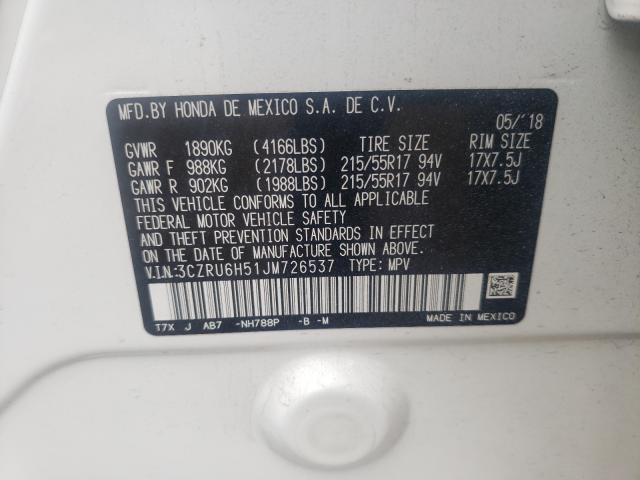 MFD.BY HONDA DE MEXICO S.A. DE C.V.
05/'18
GVWR 1890KG (4166LBS) TIRE SIZE RIM SIZE
GAWR F 988KG (2178LBS) 215/55R17 94V 17X7.5J
GAWR R 902KG (1988LBS) 215/55R17 94V 17X7.5J
THIS VEHICLE CONFORMS TO ALL APPLICABLE
FEDERAL MOTOR VEHICLE SAFETY
AND THEFT PREVENTION STANDARDS IN EFFECT
ON THE DATE OF MANUFACTURE SHOWN ABOVE.
V.I.N:3CZRU6H51JM726537 TYPE: MPV
T7X J AB7 -NH788P -B -M MADE IN MEXICO